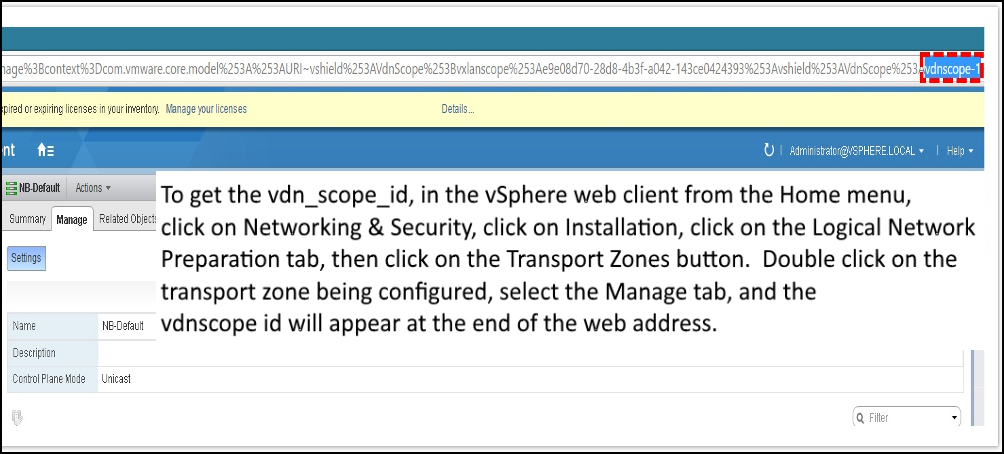 nage%3Bcontext%3Dcom.vmware.core.model%253A%253AURI~vshield%253AVdnScope%253Bvxlanscope%253Ae9e08d70-28d8-4b3f-a042-143ce0424393%253Avshield%253AVdnScope%253=vdnscope-1
xpired or expiring licenses in your inventory. Manage your licenses Details...
ent Administrator@VSPHERE.LOCAL Help
NB-Default Actions
Summary Manage Related Objects
Settings
To get the vdn_scope_id, in the vSphere web client from the Home menu,
click on Networking & Security, click on Installation, click on the Logical Network
Preparation tab, then click on the Transport Zones button. Double click on the
transport zone being configured, select the Manage tab, and the
vdnscope id will appear at the end of the web address.
Name NB-Default
Description
Control Plane Mode Unicast
Filter